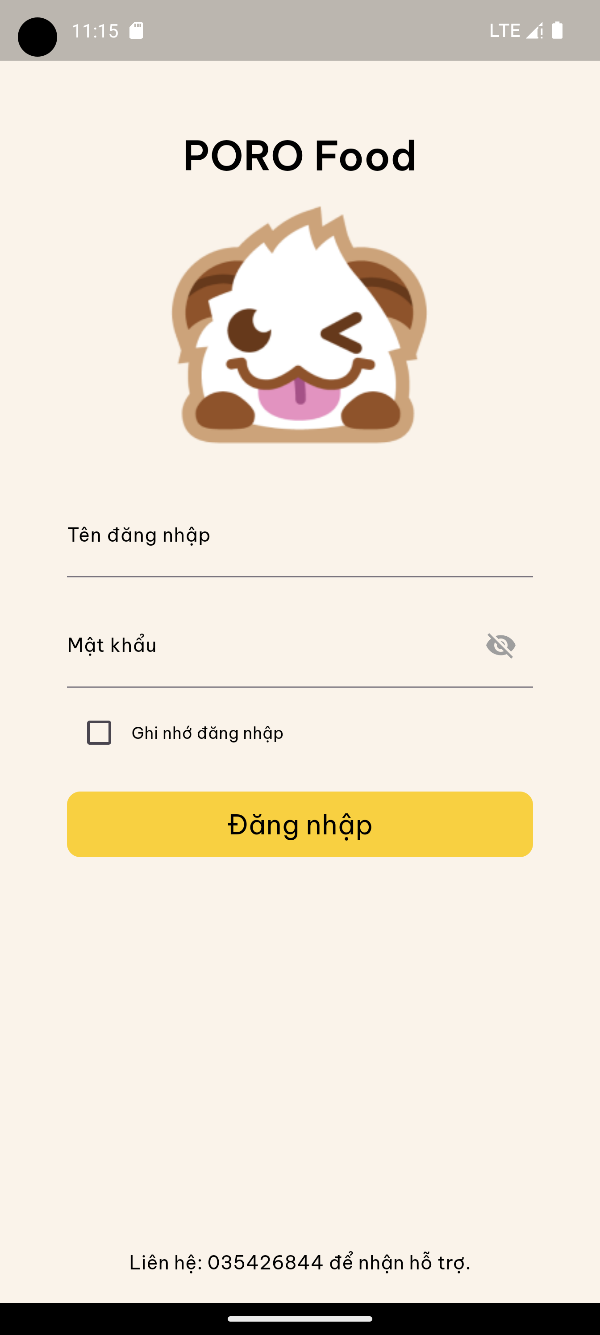 11:15
LTE
PORO Food
Tên đăng nhập
Mật khẩu
Ghi nhớ đăng nhập
Đăng nhập
Liên hệ: 035426844 để nhận hỗ trợ.